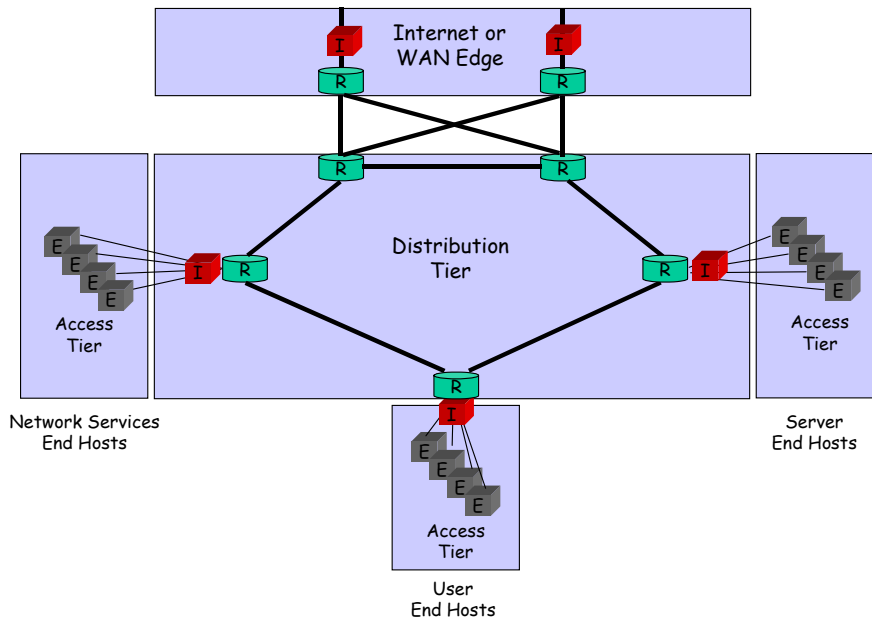 I
I
Internet or
WAN Edge
R
R
R
R
E
E
E
E
I
R
Distribution
Tier
R
I
E
E
E
E
Access
Tier
Access
Tier
R
I
Network Services
End Hosts
Server
End Hosts
E
E
E
E
Access
Tier
User
End Hosts